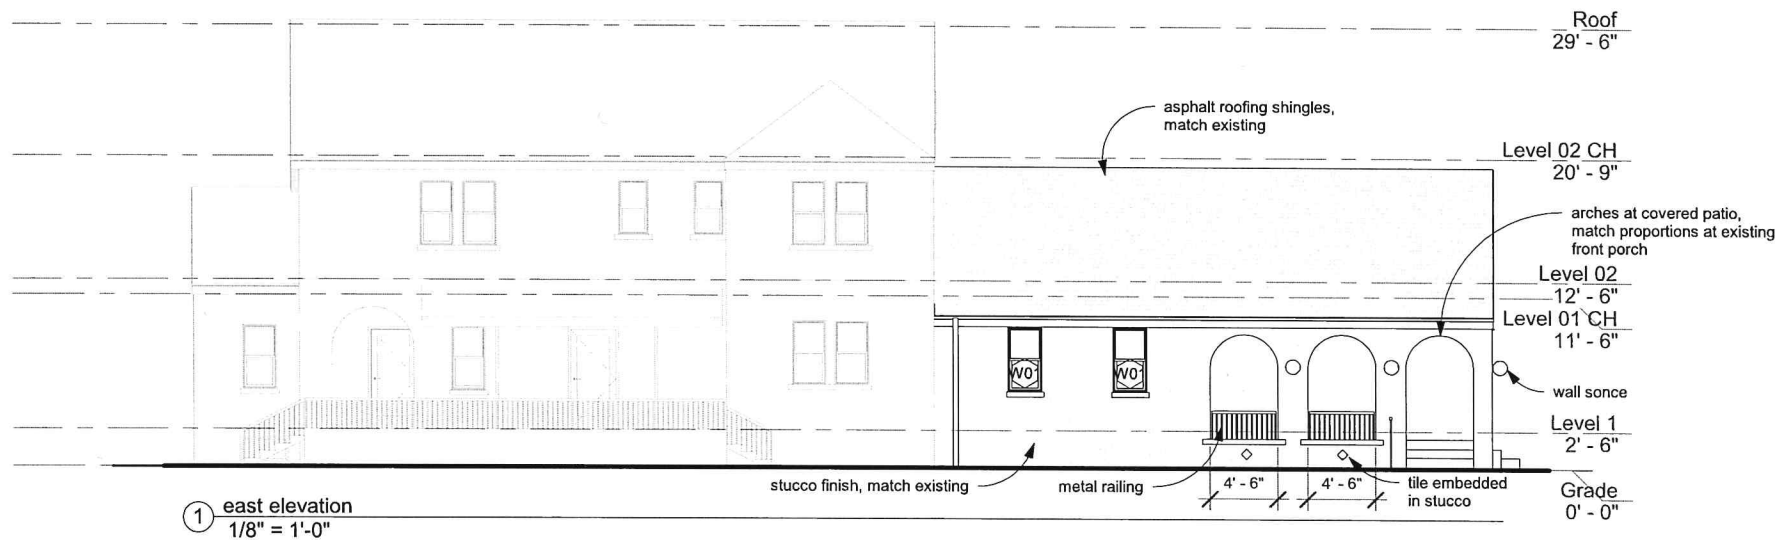 Roof
29' - 6"
asphalt roofing shingles,
match existing
Level 02 CH
20' - 9"
arches at covered patio,
match proportions at existing
front porch
Level 02
12' - 6"
Level 01 CH
11' - 6"
W01
W01
wall sonce
Level 1
2' - 6"
stucco finish, match existing
metal railing
4' - 6"
4' - 6"
tile embedded
in stucco
Grade
0' - 0"
1
east elevation
1/8" = 1'-0"